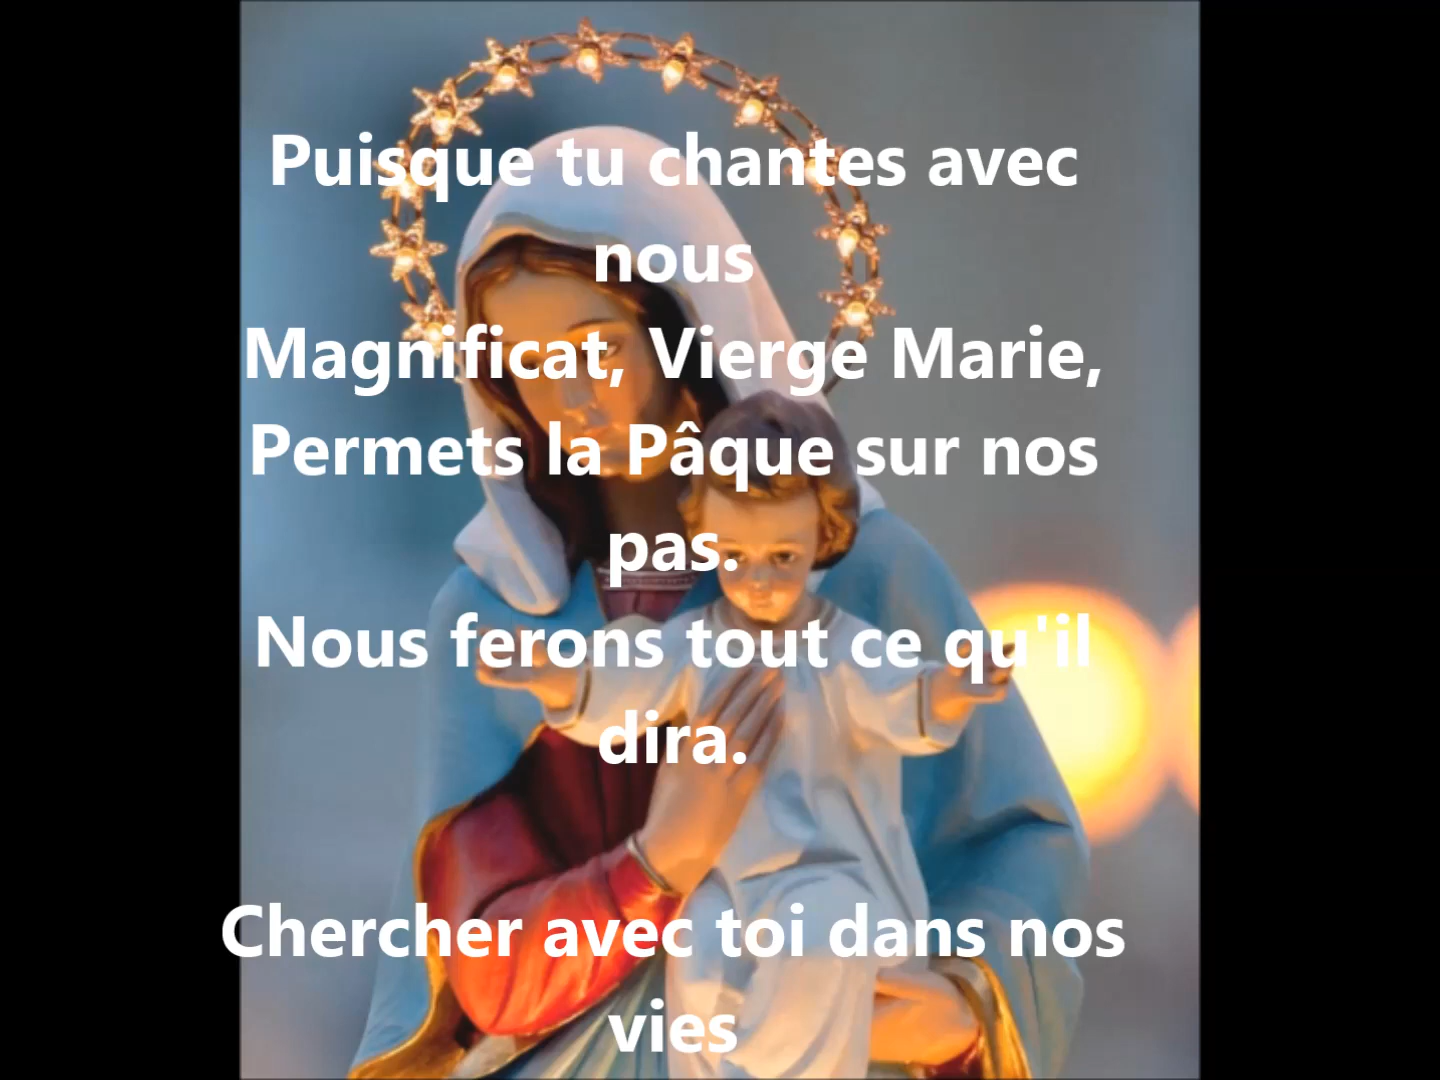 Puisque tu chantes avec
nous
Magnificat, Vierge Marie,
Permets la Pâque sur nos
pas.
Nous ferons tout ce qu'il
dira.
Chercher avec toi dans nos
vies